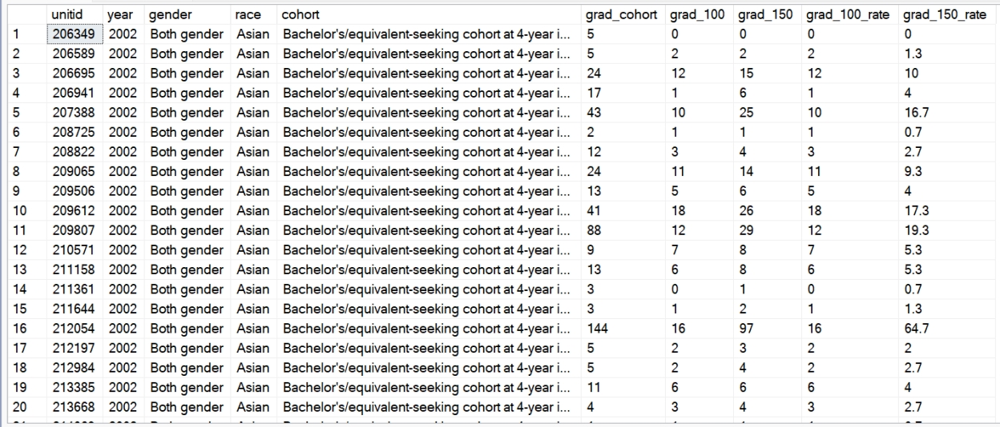 unitid year gender race cohort grad_cohort grad_100 grad_150 grad_100_rate grad_150_rate
1 206349 2002 Both gender Asian Bachelor's/equivalent-seeking cohort at 4-year i... 5 0 0 0 0
2 206589 2002 Both gender Asian Bachelor's/equivalent-seeking cohort at 4-year i... 5 2 2 2 1.3
3 206695 2002 Both gender Asian Bachelor's/equivalent-seeking cohort at 4-year i... 24 12 15 12 10
4 206941 2002 Both gender Asian Bachelor's/equivalent-seeking cohort at 4-year i... 17 1 6 1 4
5 207388 2002 Both gender Asian Bachelor's/equivalent-seeking cohort at 4-year i... 43 10 25 10 16.7
6 208725 2002 Both gender Asian Bachelor's/equivalent-seeking cohort at 4-year i... 2 1 1 1 0.7
7 208822 2002 Both gender Asian Bachelor's/equivalent-seeking cohort at 4-year i... 12 3 4 3 2.7
8 209065 2002 Both gender Asian Bachelor's/equivalent-seeking cohort at 4-year i... 24 11 14 11 9.3
9 209506 2002 Both gender Asian Bachelor's/equivalent-seeking cohort at 4-year i... 13 5 6 5 4
10 209612 2002 Both gender Asian Bachelor's/equivalent-seeking cohort at 4-year i... 41 18 26 18 17.3
11 209807 2002 Both gender Asian Bachelor's/equivalent-seeking cohort at 4-year i... 88 12 29 12 19.3
12 210571 2002 Both gender Asian Bachelor's/equivalent-seeking cohort at 4-year i... 9 7 8 7 5.3
13 211158 2002 Both gender Asian Bachelor's/equivalent-seeking cohort at 4-year i... 13 6 8 6 5.3
14 211361 2002 Both gender Asian Bachelor's/equivalent-seeking cohort at 4-year i... 3 0 1 0 0.7
15 211644 2002 Both gender Asian Bachelor's/equivalent-seeking cohort at 4-year i... 3 1 2 1 1.3
16 212054 2002 Both gender Asian Bachelor's/equivalent-seeking cohort at 4-year i... 144 16 97 16 64.7
17 212197 2002 Both gender Asian Bachelor's/equivalent-seeking cohort at 4-year i... 5 2 3 2 2
18 212984 2002 Both gender Asian Bachelor's/equivalent-seeking cohort at 4-year i... 5 2 4 2 2.7
19 213385 2002 Both gender Asian Bachelor's/equivalent-seeking cohort at 4-year i... 11 6 6 6 4
20 213668 2002 Both gender Asian Bachelor's/equivalent-seeking cohort at 4-year i... 4 3 4 3 2.7